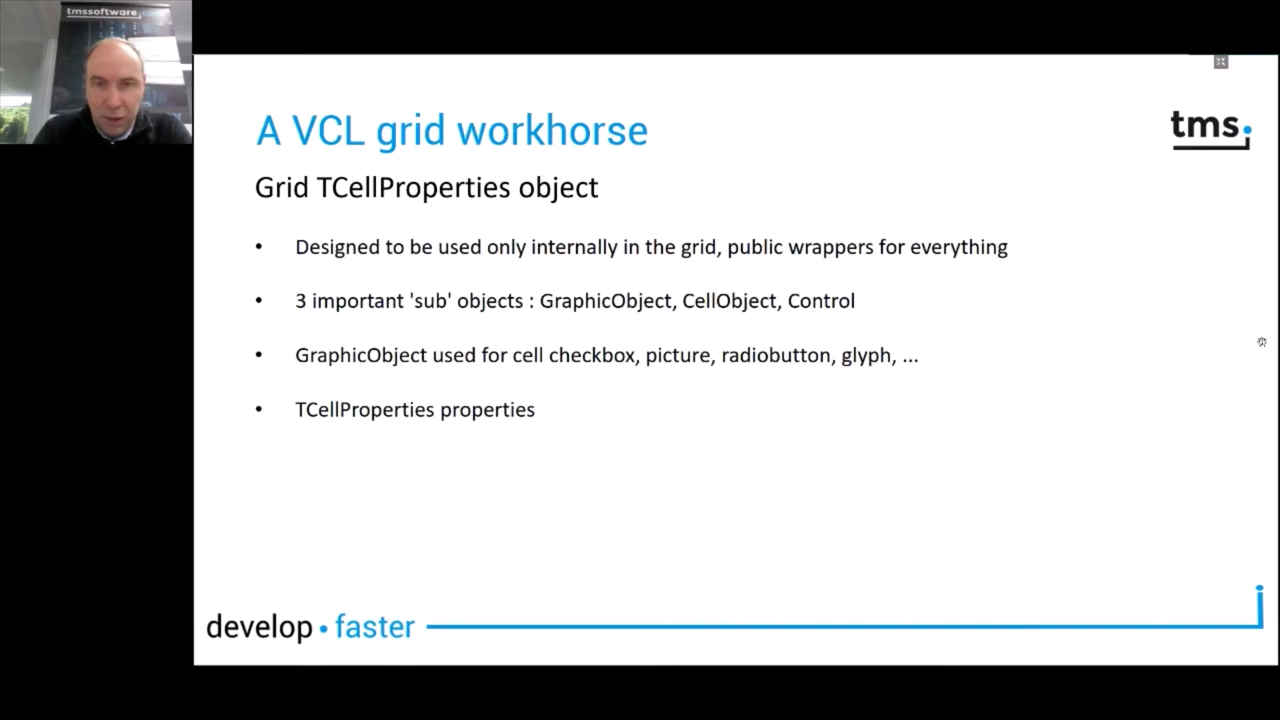 tmssoftware.com
A VCL grid workhorse
tms.
Grid TCellProperties object
• Designed to be used only internally in the grid, public wrappers for everything
• 3 important 'sub' objects : GraphicObject, CellObject, Control
• GraphicObject used for cell checkbox, picture, radiobutton, glyph, ...
• TCellProperties properties
develop • faster